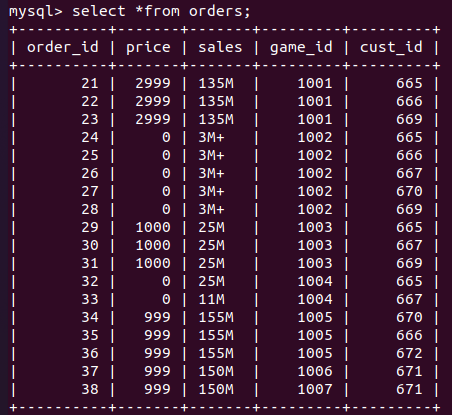 mysql> select *from orders;
+----------+-------+-------+---------+---------+
| order_id | price | sales | game_id | cust_id |
+----------+-------+-------+---------+---------+
|       21 |  2999 | 135M  |    1001 |     665 |
|       22 |  2999 | 135M  |    1001 |     666 |
|       23 |  2999 | 135M  |    1001 |     669 |
|       24 |     0 | 3M+   |    1002 |     665 |
|       25 |     0 | 3M+   |    1002 |     666 |
|       26 |     0 | 3M+   |    1002 |     667 |
|       27 |     0 | 3M+   |    1002 |     670 |
|       28 |     0 | 3M+   |    1002 |     669 |
|       29 |  1000 | 25M   |    1003 |     665 |
|       30 |  1000 | 25M   |    1003 |     667 |
|       31 |  1000 | 25M   |    1003 |     669 |
|       32 |     0 | 25M   |    1004 |     665 |
|       33 |     0 | 11M   |    1004 |     667 |
|       34 |   999 | 155M  |    1005 |     670 |
|       35 |   999 | 155M  |    1005 |     666 |
|       36 |   999 | 155M  |    1005 |     672 |
|       37 |   999 | 150M  |    1006 |     671 |
|       38 |   999 | 150M  |    1007 |     671 |
+----------+-------+-------+---------+---------+